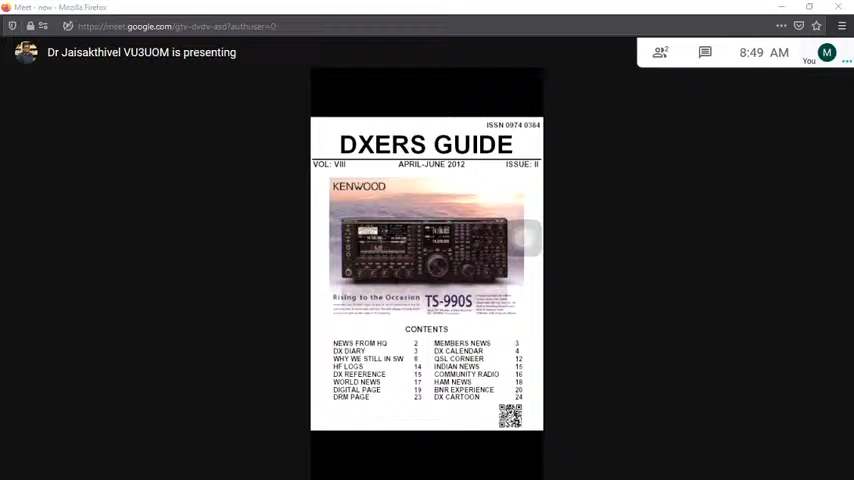 Meet - new - Mozilla Firefox
https://meet.google.com/gtv-dvdv-asd?authuser=0
Dr Jaisakthivel VU3UOM is presenting
2
8:49 AM
You
M
ISSN 0974 0384
DXERS GUIDE
VOL: VIII APRIL-JUNE 2012 ISSUE: II
KENWOOD
Rising to the Occasion TS-990S
CONTENTS
NEWS FROM HQ 2 MEMBERS NEWS 3
DX DIARY 3 DX CALENDAR 4
WHY WE STILL IN SW 8 QSL CORNEER 12
HF LOGS 14 INDIAN NEWS 15
DX REFERENCE 15 COMMUNITY RADIO 16
WORLD NEWS 17 HAM NEWS 18
DIGITAL PAGE 19 BNR EXPERIENCE 20
DRM PAGE 23 DX CARTOON 24